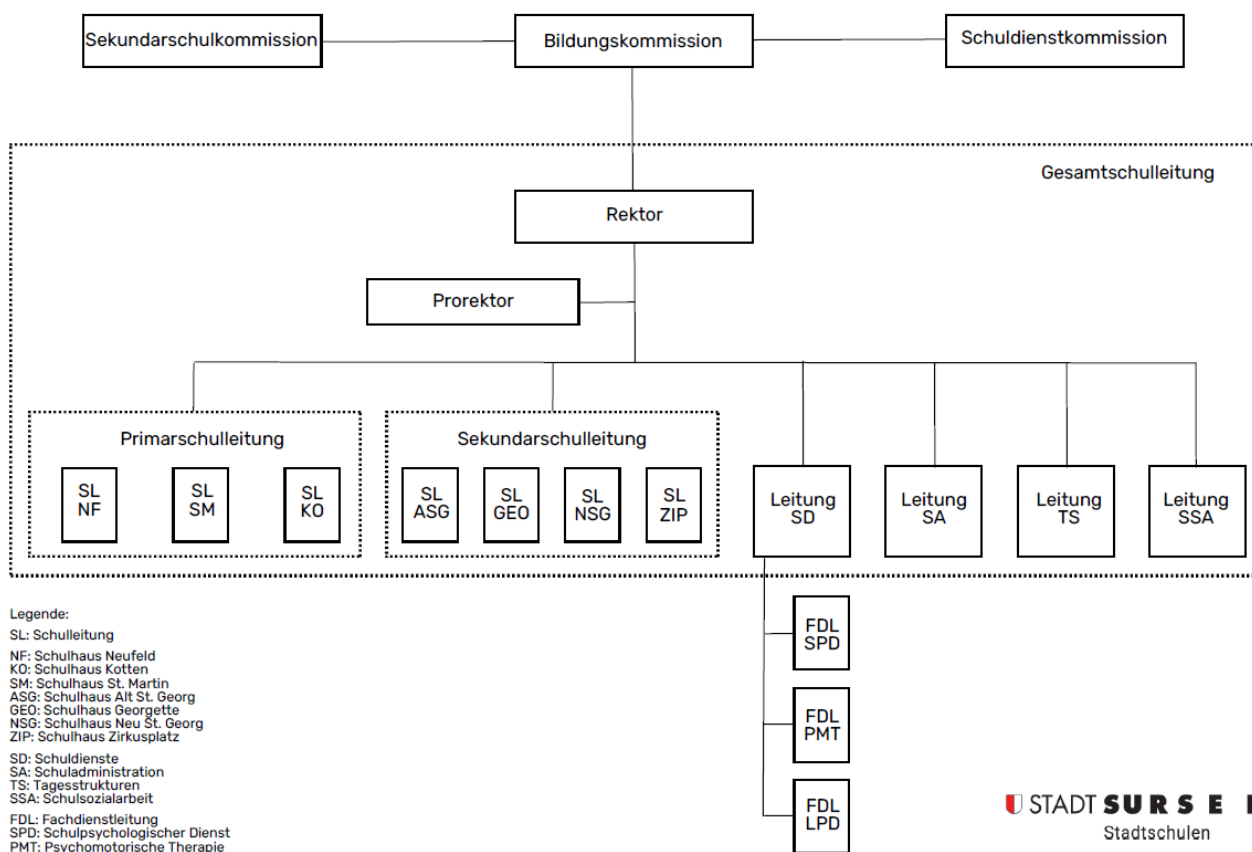 Sekundarschulkommission
Bildungskommission
Schuldienstkommission
Gesamtschulleitung
Rektor
Prorektor
Primarschulleitung
SL
NF
SL
SM
SL
KO
Sekundarschulleitung
SL
ASG
SL
GEO
SL
NSG
SL
ZIP
Leitung
SD
Leitung
SA
Leitung
TS
Leitung
SSA
FDL
SPD
FDL
PMT
FDL
LPD
Legende:
SL: Schulleitung
NF: Schulhaus Neufeld
KO: Schulhaus Kotten
SM: Schulhaus St. Martin
ASG: Schulhaus Alt St. Georg
GEO: Schulhaus Georgette
NSG: Schulhaus Neu St. Georg
ZIP: Schulhaus Zirkusplatz
SD: Schuldienste
SA: Schuladministration
TS: Tagesstrukturen
SSA: Schulsozialarbeit
FDL: Fachdienstleitung
SPD: Schulpsychologischer Dienst
PMT: Psychomotorische Therapie
STADT SURSE
Stadtschulen